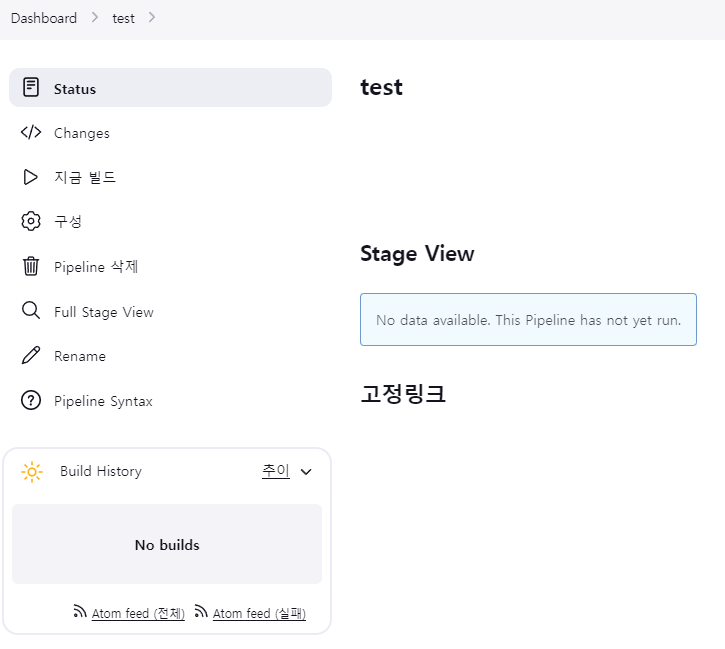 Dashboard > test >
Status
Changes
지금 빌드
구성
Pipeline 삭제
Full Stage View
Rename
Pipeline Syntax
Build History 추이
No builds
Atom feed (전체) Atom feed (실패)
test
Stage View
No data available. This Pipeline has not yet run.
고정링크